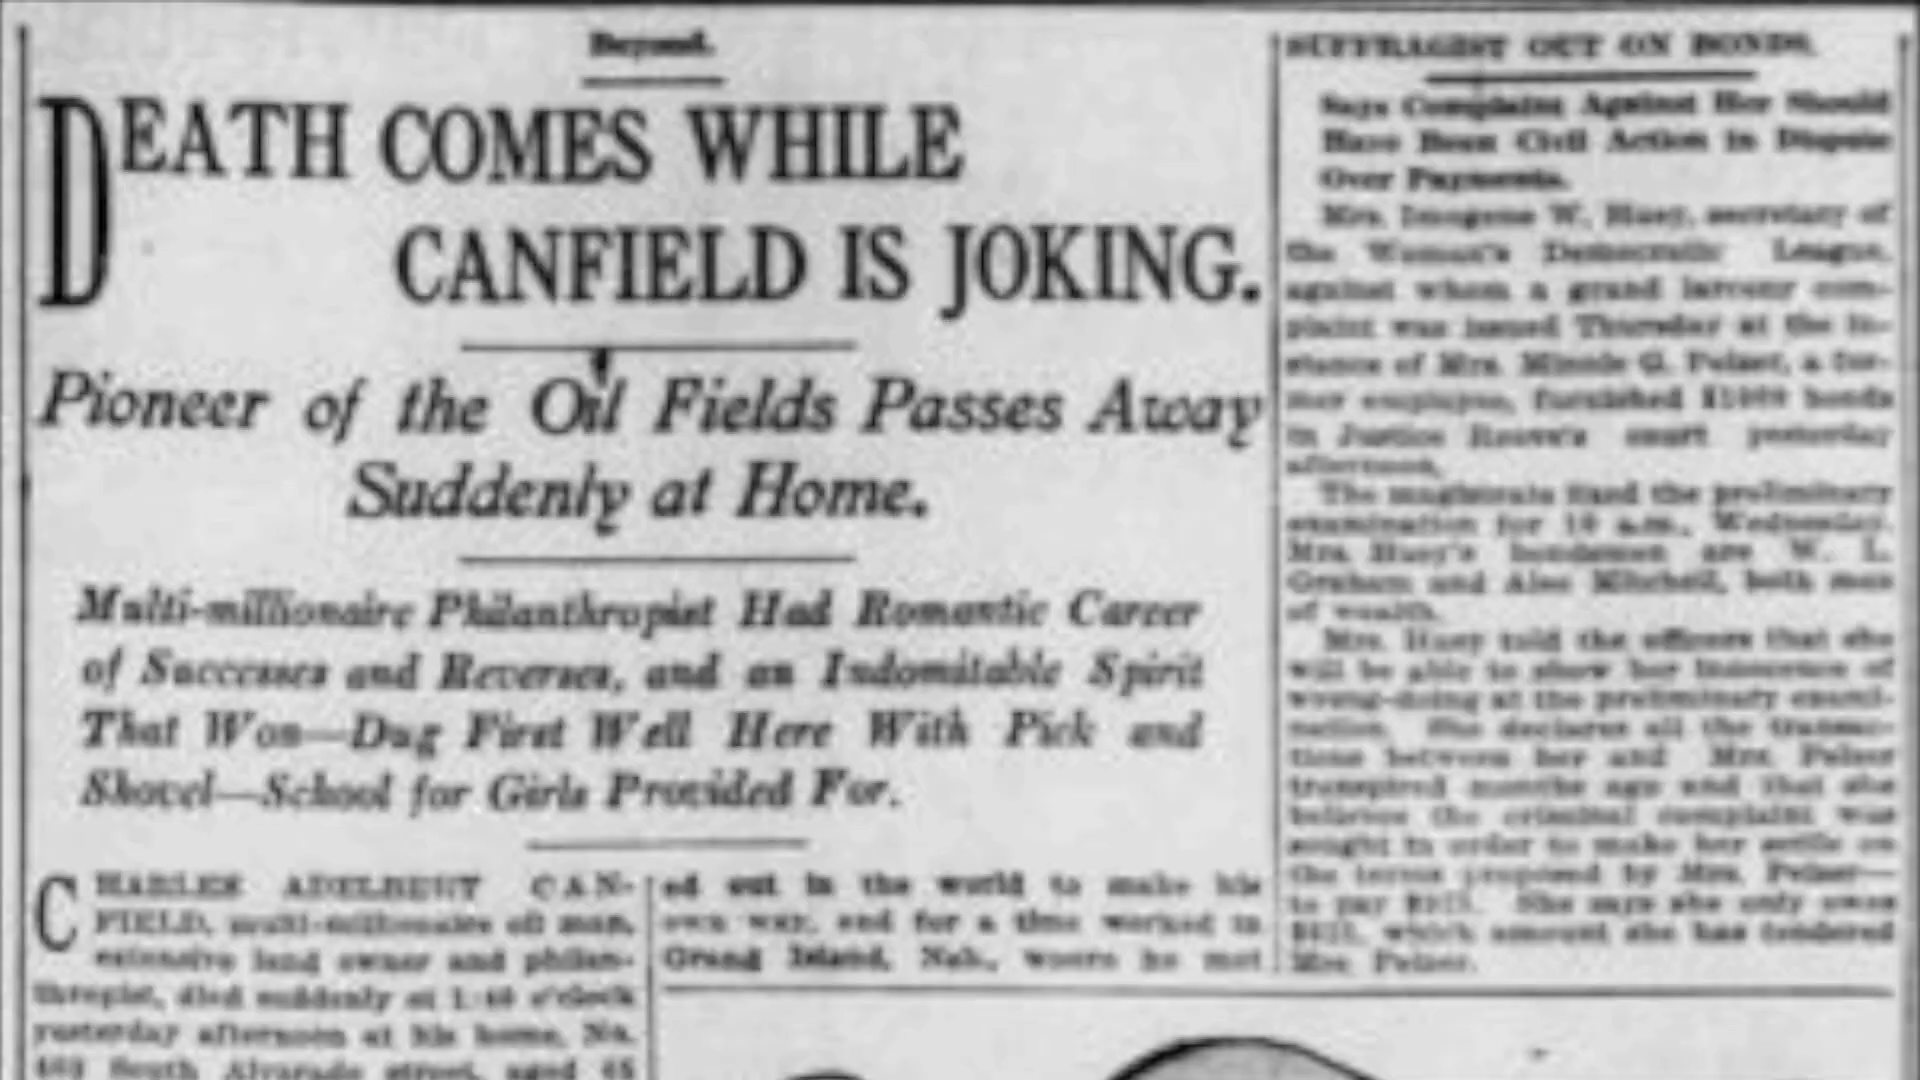 Beyond.
DEATH COMES WHILE
CANFIELD IS JOKING.
Pioneer of the Oil Fields Passes Away
Suddenly at Home.
Multi-millionaire Philanthropist Had Romantic Career
of Successes and Reverses, and an Indomitable Spirit
That Won—Dug First Well Here With Pick and
Shovel—School for Girls Provided For.
CHARLES ADELBERT CAN-
FIELD, multi-millionaire oil man,
extensive land owner and philan-
thropist, died suddenly at 1:40 o'clock
yesterday afternoon at his home, No.
South Alvarado street, aged 65
ed out in the world to make his
own way, and for a time worked in
Grand Island, Neb., where he met
SUFFRAGIST OUT ON BONDS.
Says Complaint Against Her Should
Have Been Civil Action in Dispute
Over Payments.
Mrs. Imogene W. Huey, secretary of
the Woman's Democratic League,
against whom a grand larceny com-
plaint was issued Thursday at the in-
stance of Mrs. Minnie G. Pelzer, a for-
mer employee, furnished bonds
in Justice Reeve's court yesterday
afternoon.
The magistrate fixed the preliminary
examination for 10 a.m., Wednesday.
Mrs. Huey's bondsmen are W. L.
Graham and Alec Mitchell, both men
of wealth.
Mrs. Huey told the officers that she
will be able to show her innocence of
wrong-doing at the preliminary exami-
nation. She declares all the transac-
tions between her and Mrs. Pelzer
transpired months ago and that she
believes the criminal complaint was
sought in order to make her settle on
the terms proposed by Mrs. Pelzer—
to pay She says she only owes
which amount she has tendered
Mrs. Pelzer.